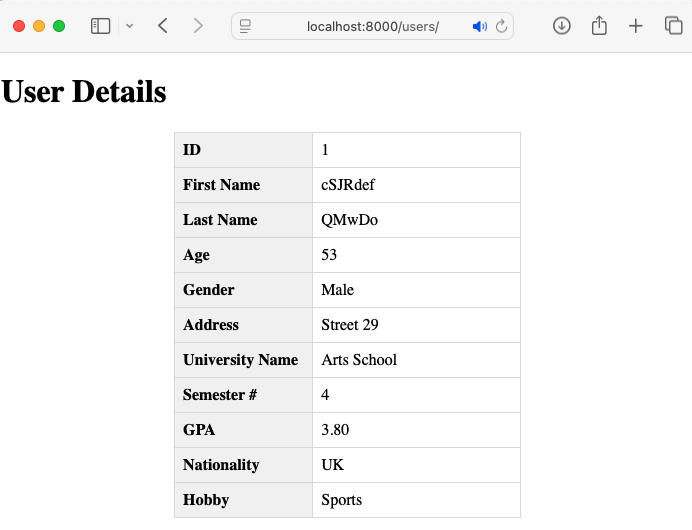 localhost:8000/users/
User Details
ID 1
First Name cSJRdef
Last Name QMwDo
Age 53
Gender Male
Address Street 29
University Name Arts School
Semester # 4
GPA 3.80
Nationality UK
Hobby Sports